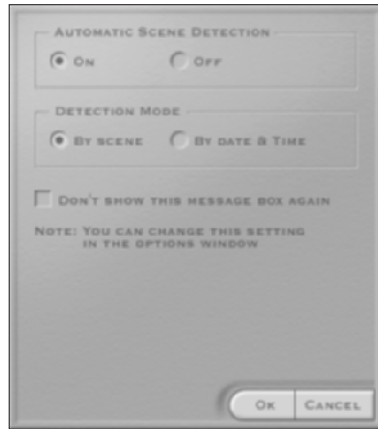 AUTOMATIC SCENE DETECTION
ON OFF
DETECTION MODE
BY SCENE BY DATE & TIME
DON'T SHOW THIS MESSAGE BOX AGAIN
NOTE: YOU CAN CHANGE THIS SETTING
IN THE OPTIONS WINDOW
OK CANCEL